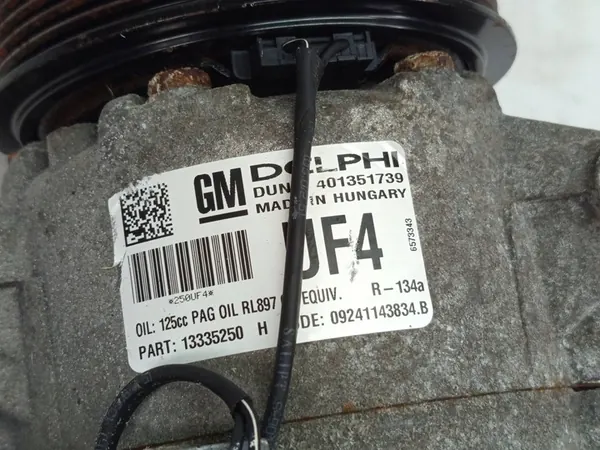 GM DELPHI
DUN 401351739
MADE IN HUNGARY
UF4
6573343
*250UF4*
OIL: 125cc PAG OIL RL897 EQUIV. R-134a
PART: 13335250 H DE: 09241143834.B